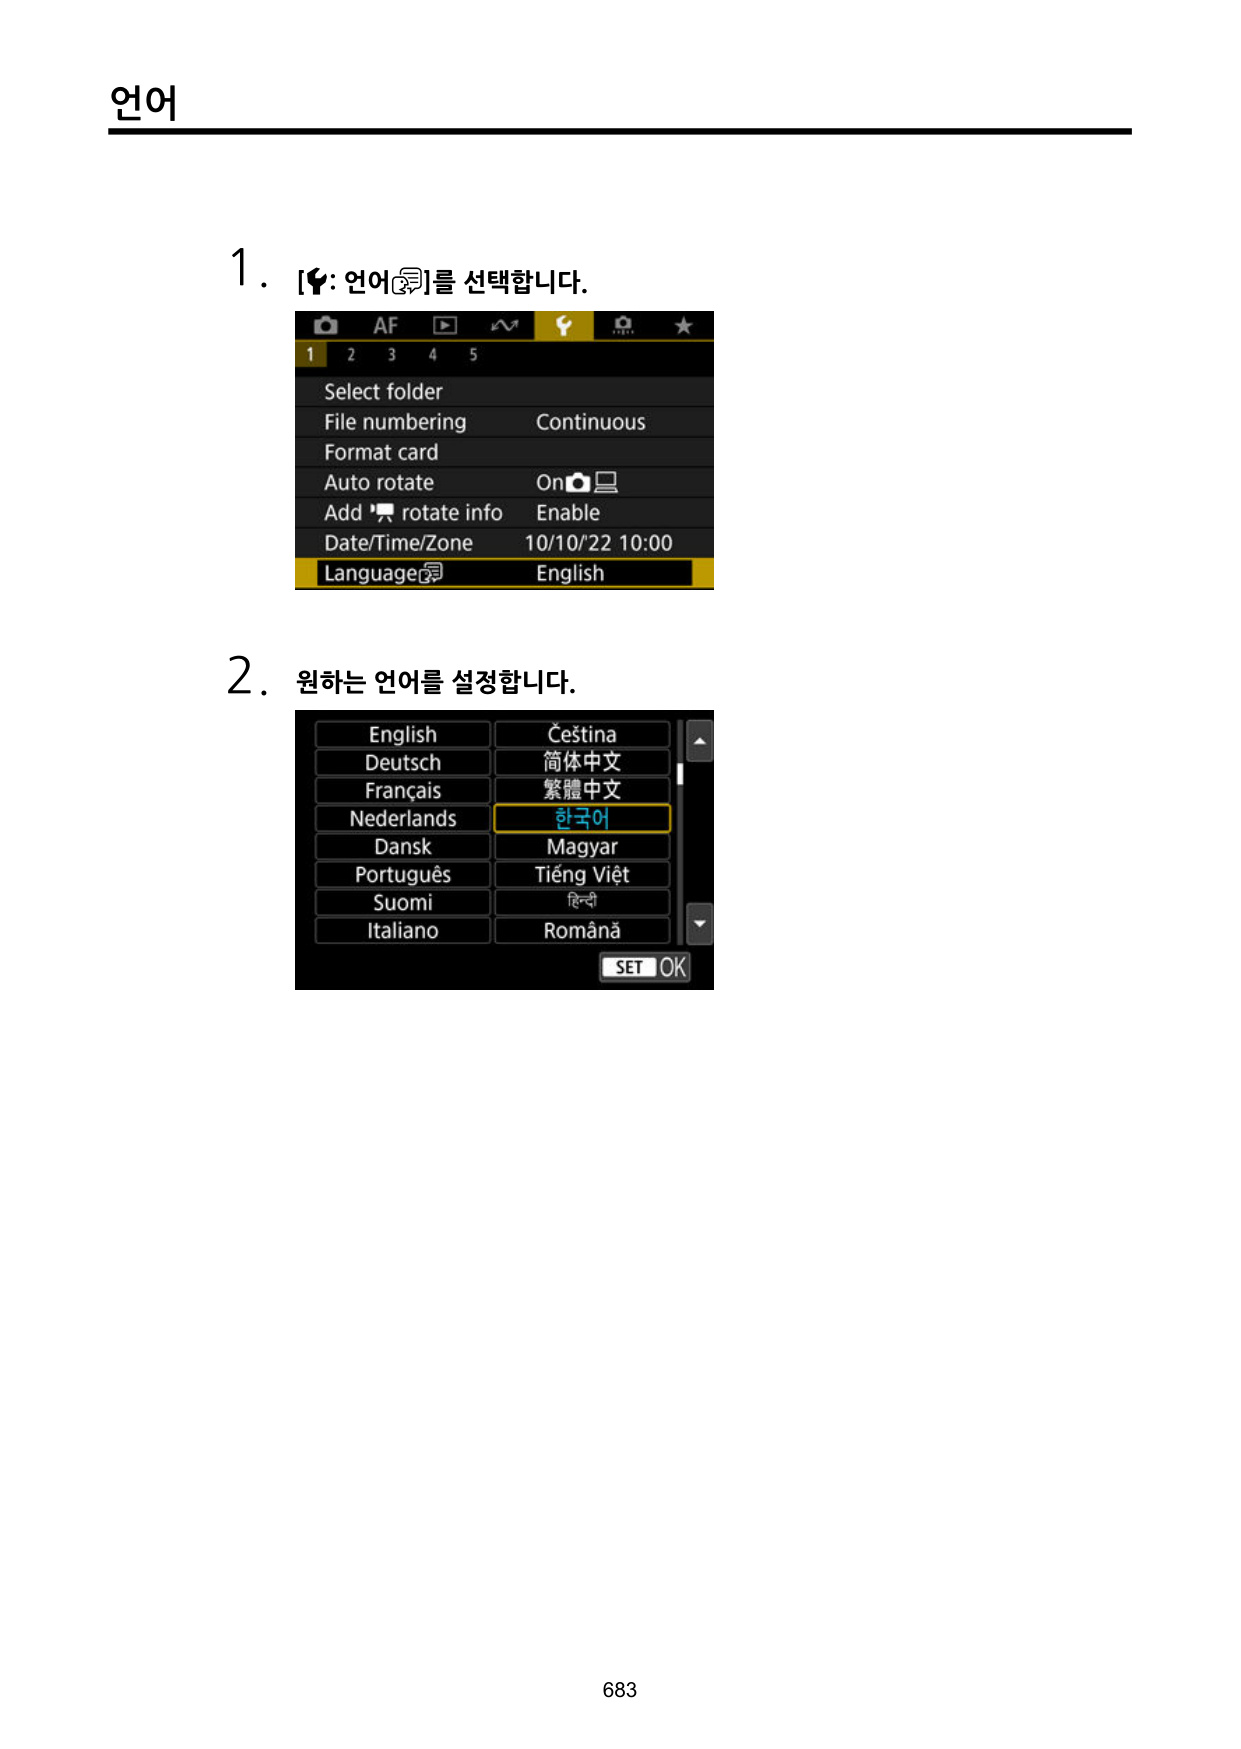 언어
1. [: 언어]를 선택합니다.
AF
1 2 3 4 5
Select folder
File numbering Continuous
Format card
Auto rotate On
Add rotate info Enable
Date/Time/Zone 10/10/'22 10:00
Language English
2. 원하는 언어를 설정합니다.
English Čeština
Deutsch 简体中文
Français 繁體中文
Nederlands 한국어
Dansk Magyar
Português Tiếng Việt
Suomi हिन्दी
Italiano Română
SET OK
683